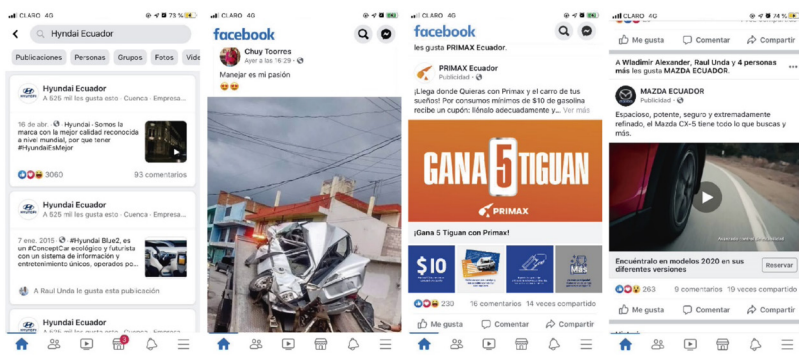 CLARO 4G
73 %
Hyndai Ecuador
Publicaciones
Personas
Grupos
Fotos
Víde
Hyundai Ecuador
A 625 mil les gusta esto · Cuenca · Empresa...
16 de abr. · Hyundai - Somos la
marca con la mejor calidad reconocida
a nivel mundial, por que tener
#HyundaiEsMejor
3060
93 comentarios
Hyundai Ecuador
A 625 mil les gusta esto · Cuenca · Empresa...
7 ene. 2015 · #Hyundai Blue2, es
un #ConceptCar ecológico y futurista
con un sistema de información y
entretenimiento únicos, operados po...
A Raul Unda le gusta esta publicación
Hyundai Ecuador
A 625 mil les gusta esto · Cuenca · Empresa...
3
CLARO 4G
facebook
Chuy Toorres
Ayer a las 16:29
Manejar es mi pasión
CLARO 4G
facebook
les gusta PRIMAX Ecuador.
PRIMAX Ecuador
Publicidad
¡Llega donde Quieras con Primax y el carro de tus
sueños! Por consumos mínimos de $10 de gasolina
recibe un cupón: llénalo adecuadamente y... Ver más
GANA 5 TIGUAN
PRIMAX
¡Gana 5 Tiguan con Primax!
$10
Más
230
16 comentarios 14 veces compartido
Me gusta
Comentar
Compartir
CLARO 4G
74 %
Me gusta
Comentar
Compartir
A Wladimir Alexander, Raul Unda y 4 personas
más les gusta MAZDA ECUADOR.
MAZDA ECUADOR
Publicidad
Espacioso, potente, seguro y extremadamente
refinado, el Mazda CX-5 tiene todo lo que buscas y
más.
Encuéntralo en modelos 2020 en sus
diferentes versiones
Reservar
263
9 comentarios 19 veces compartido
Me gusta
Comentar
Compartir